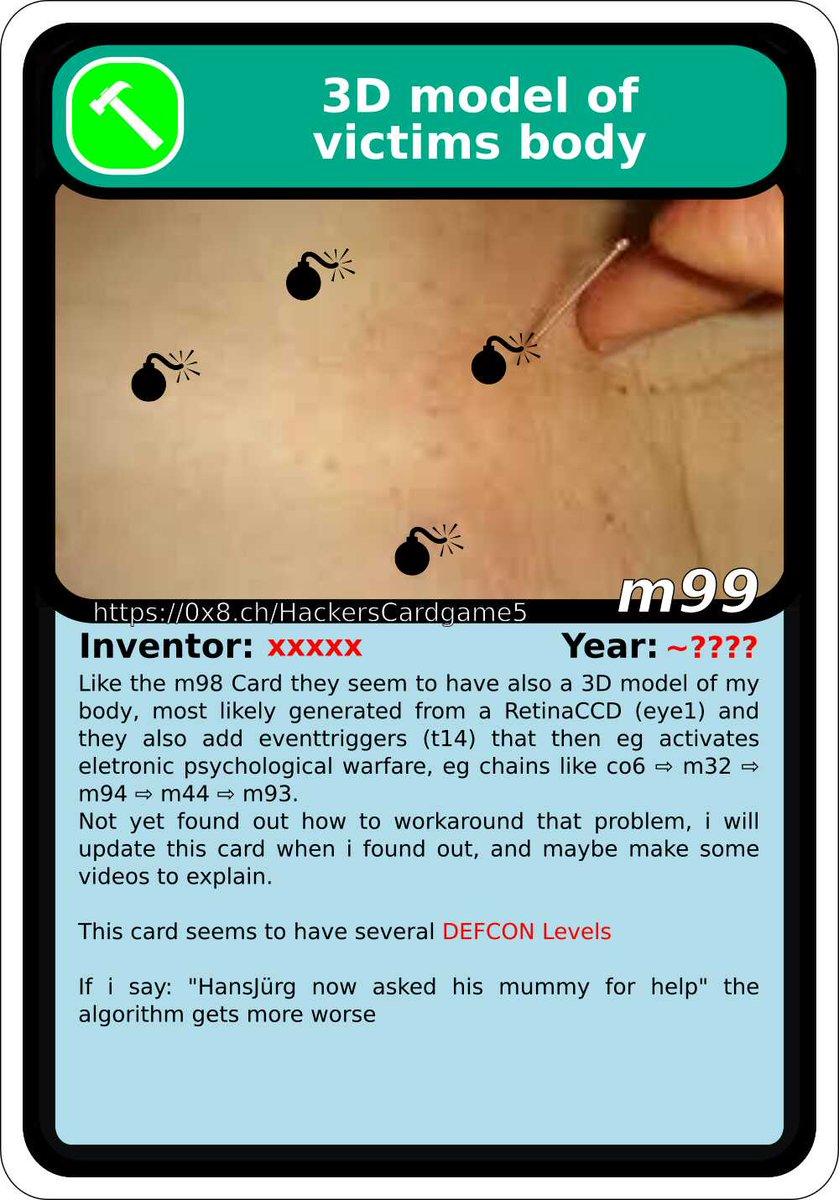 3D model of
victims body
m99
https://0x8.ch/HackersCardgame5
Inventor: xxxxx Year: ~????
Like the m98 Card they seem to have also a 3D model of my
body, most likely generated from a RetinaCCD (eye1) and
they also add eventtriggers (t14) that then eg activates
eletronic psychological warfare, eg chains like co6 ⇨ m32 ⇨
m94 ⇨ m44 ⇨ m93.
Not yet found out how to workaround that problem, i will
update this card when i found out, and maybe make some
videos to explain.
This card seems to have several DEFCON Levels
If i say: "HansJürg now asked his mummy for help" the
algorithm gets more worse